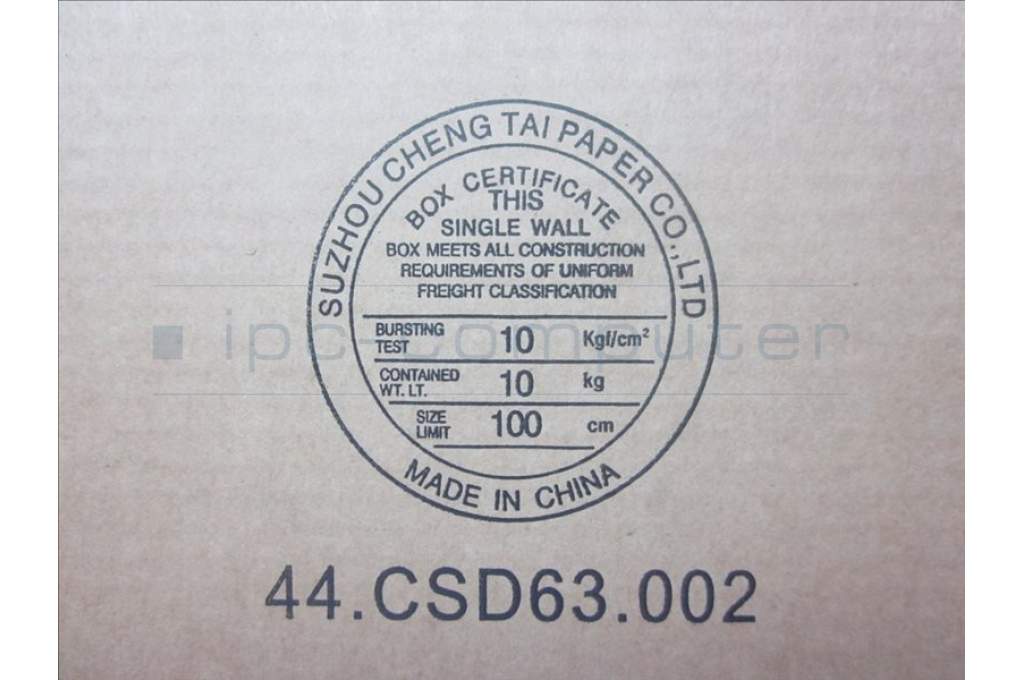 SUZHOU CHENG TAI PAPER CO.,LTD
BOX CERTIFICATE
THIS
SINGLE WALL
BOX MEETS ALL CONSTRUCTION
REQUIREMENTS OF UNIFORM
FREIGHT CLASSIFICATION
BURSTING TEST 10 Kgf/cm²
CONTAINED WT. LT. 10 kg
SIZE LIMIT 100 cm
MADE IN CHINA
ipc-computer
44.CSD63.002